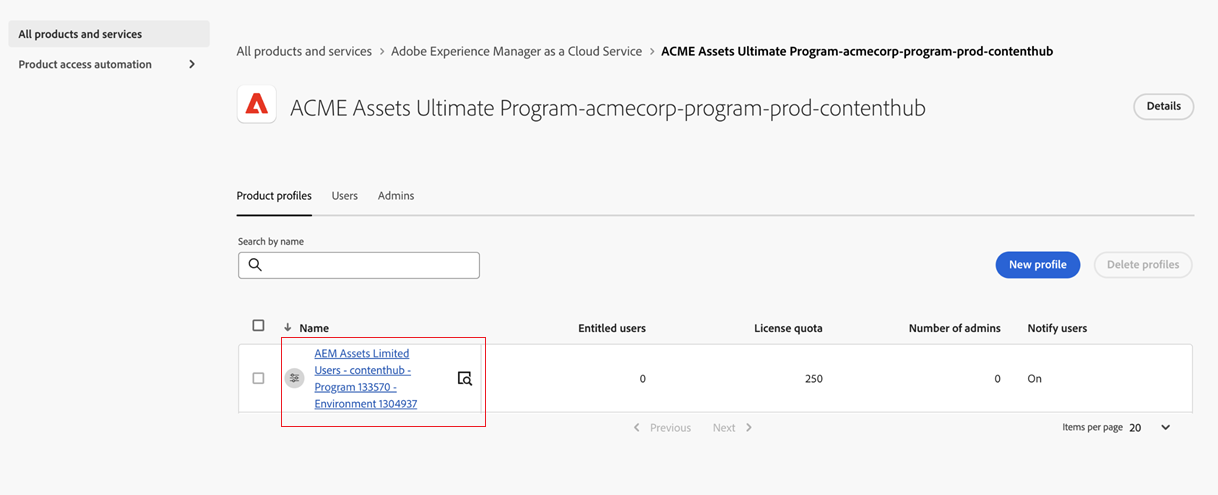 All products and services
Product access automation
All products and services > Adobe Experience Manager as a Cloud Service > ACME Assets Ultimate Program-acmecorp-program-prod-contenthub
ACME Assets Ultimate Program-acmecorp-program-prod-contenthub
Details
Product profiles Users Admins
Search by name
New profile Delete profiles
Name Entitled users License quota Number of admins Notify users
AEM Assets Limited
Users - contenthub -
Program 133570 -
Environment 1304937
0 250 0 On
Previous Next Items per page 20